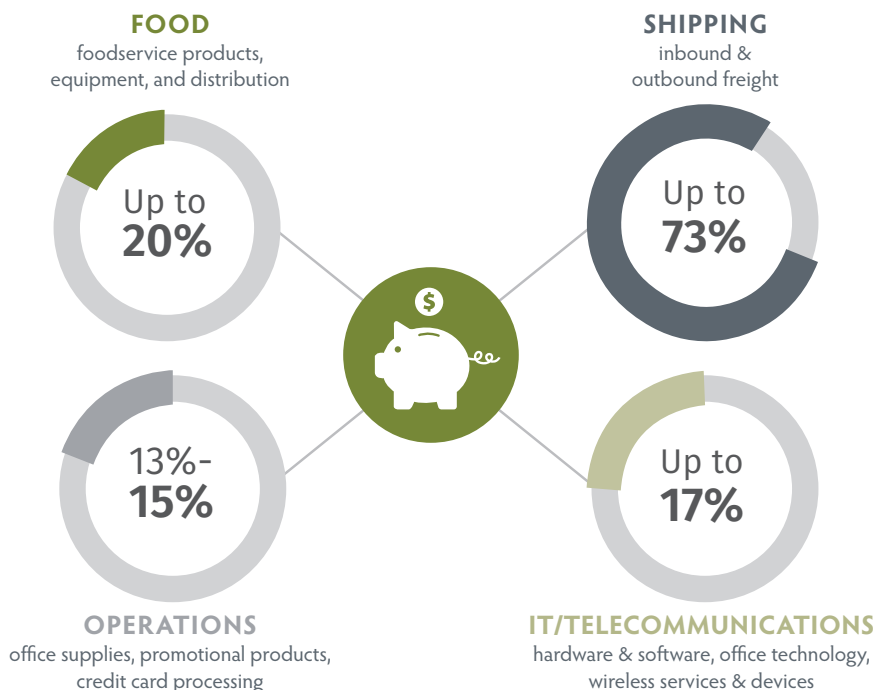 FOOD
foodservice products,
equipment, and distribution
Up to
20%
SHIPPING
inbound &
outbound freight
Up to
73%
$
13%-
15%
OPERATIONS
office supplies, promotional products,
credit card processing
Up to
17%
IT/TELECOMMUNICATIONS
hardware & software, office technology,
wireless services & devices